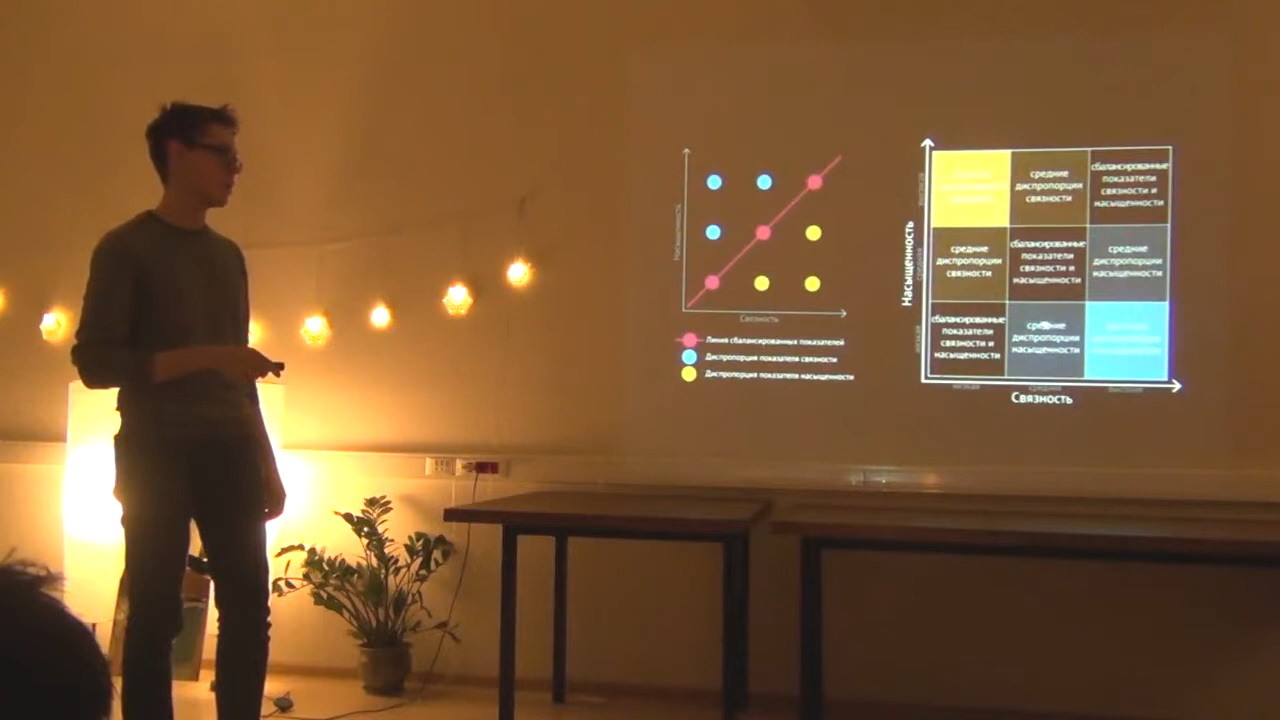 Насыщенность
Связность
Линия сбалансированных показателей
Диспропорция показателя связности
Диспропорция показателя насыщенности
Насыщенность
средние
диспропорции
связности
сбалансированные
показатели
связности и
насыщенности
средние
диспропорции
связности
сбалансированные
показатели
связности и
насыщенности
средние
диспропорции
насыщенности
сбалансированные
показатели
связности и
насыщенности
средние
диспропорции
насыщенности
Связность